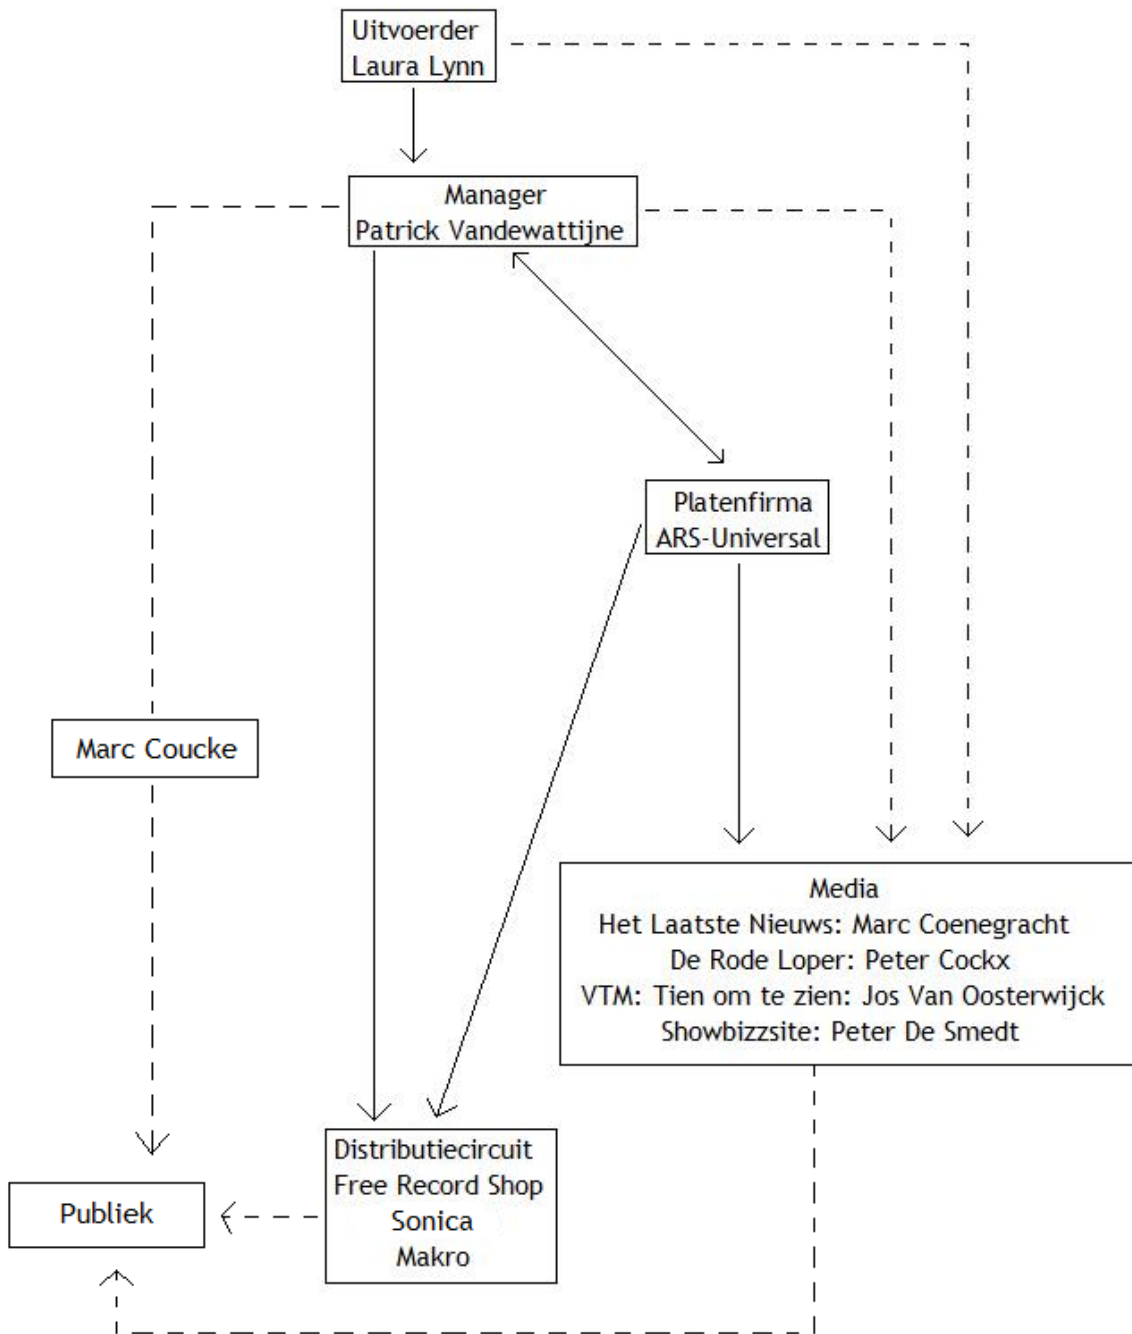 Uitvoerder
Laura Lynn
Manager
Patrick Vandewattijne
Platenfirma
ARS-Universal
Marc Coucke
Media
Het Laatste Nieuws: Marc Coenegracht
De Rode Loper: Peter Cockx
VTM: Tien om te zien: Jos Van Oosterwijck
Showbizzsite: Peter De Smedt
Distributiecircuit
Free Record Shop
Sonica
Makro
Publiek